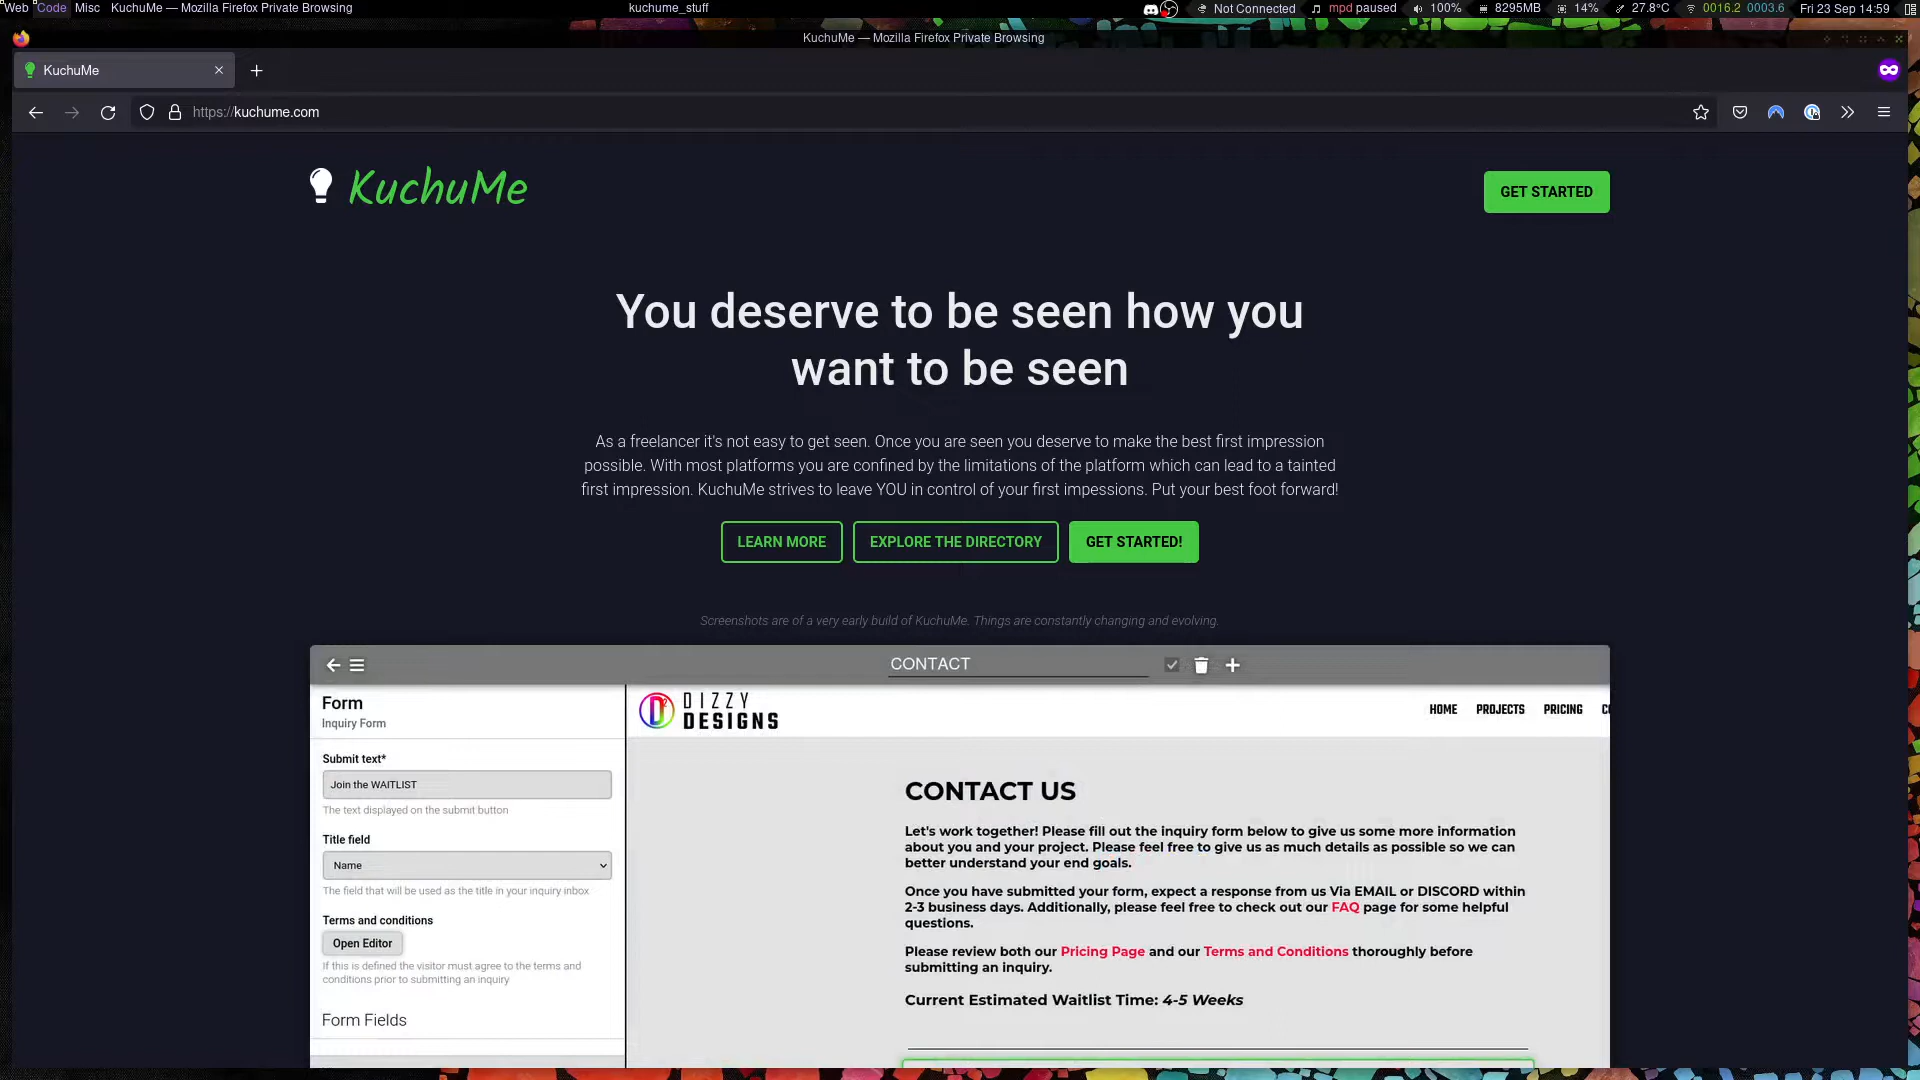 Web Code Misc KuchuMe — Mozilla Firefox Private Browsing kuchume_stuff Not Connected mpd paused 100% 8295MB 14% 27.8°C 0016.2 0003.6 Fri 23 Sep 14:59
KuchuMe — Mozilla Firefox Private Browsing
KuchuMe
https://kuchume.com
KuchuMe
GET STARTED
You deserve to be seen how you
want to be seen
As a freelancer it's not easy to get seen. Once you are seen you deserve to make the best first impression
possible. With most platforms you are confined by the limitations of the platform which can lead to a tainted
first impression. KuchuMe strives to leave YOU in control of your first impessions. Put your best foot forward!
LEARN MORE
EXPLORE THE DIRECTORY
GET STARTED!
Screenshots are of a very early build of KuchuMe. Things are constantly changing and evolving.
CONTACT
Form
Inquiry Form
Submit text*
Join the WAITLIST
The text displayed on the submit button
Title field
Name
The field that will be used as the title in your inquiry inbox
Terms and conditions
Open Editor
If this is defined the visitor must agree to the terms and
conditions prior to submitting an inquiry
Form Fields
DIZZY
DESIGNS
HOME PROJECTS PRICING
CONTACT US
Let's work together! Please fill out the inquiry form below to give us some more information
about you and your project. Please feel free to give us as much details as possible so we can
better understand your end goals.
Once you have submitted your form, expect a response from us Via EMAIL or DISCORD within
2-3 business days. Additionally, please feel free to check out our FAQ page for some helpful
questions.
Please review both our Pricing Page and our Terms and Conditions thoroughly before
submitting an inquiry.
Current Estimated Waitlist Time: 4-5 Weeks